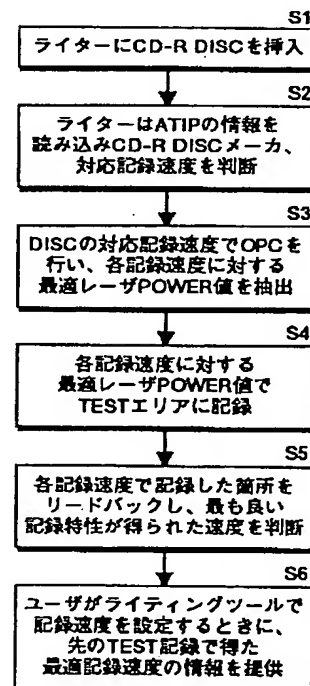 S1
ライターにCD-R DISCを挿入
S2
ライターはATIPの情報を
読み込みCD-R DISCメーカ、
対応記録速度を判断
S3
DISCの対応記録速度でOPCを
行い、各記録速度に対する
最適レーザPOWER値を抽出
S4
各記録速度に対する
最適レーザPOWER値で
TESTエリアに記録
S5
各記録速度で記録した箇所を
リードバックし、最も良い
記録特性が得られた速度を判断
S6
ユーザがライティングツールで
記録速度を設定するときに、
先のTEST記録で得た
最適記録速度の情報を提供